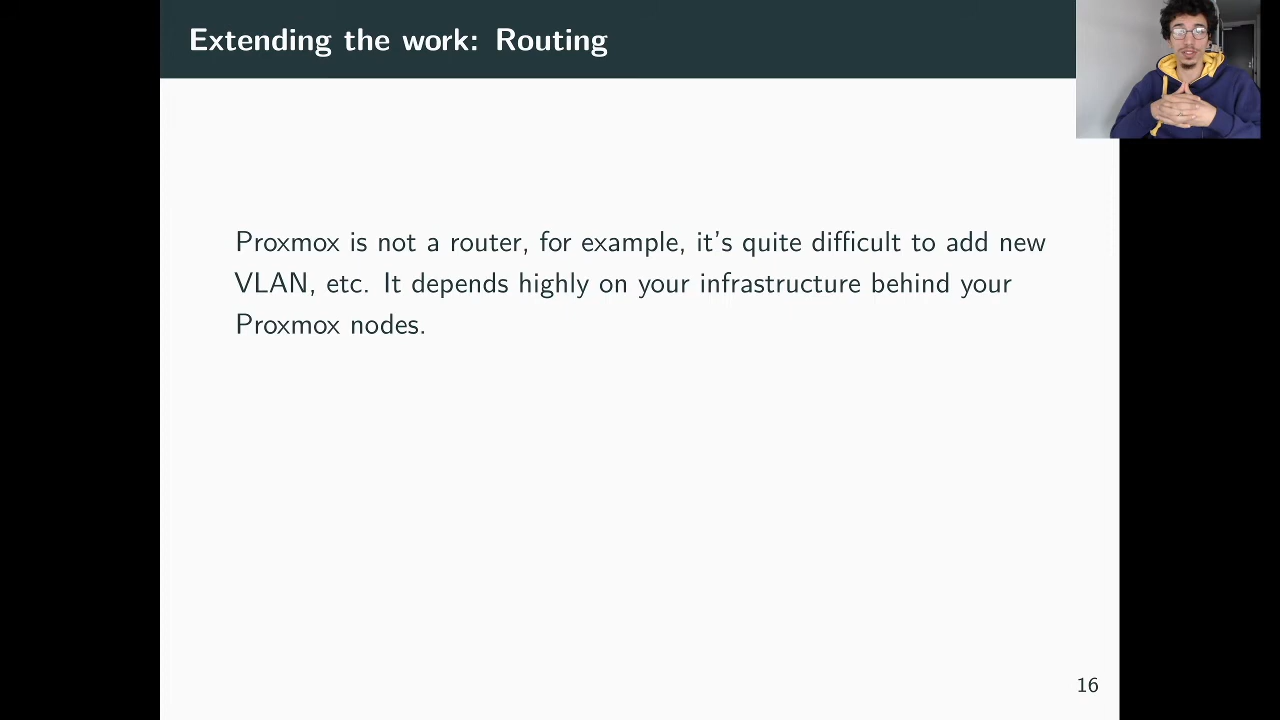 Extending the work: Routing
Proxmox is not a router, for example, it's quite difficult to add new
VLAN, etc. It depends highly on your infrastructure behind your
Proxmox nodes.
16